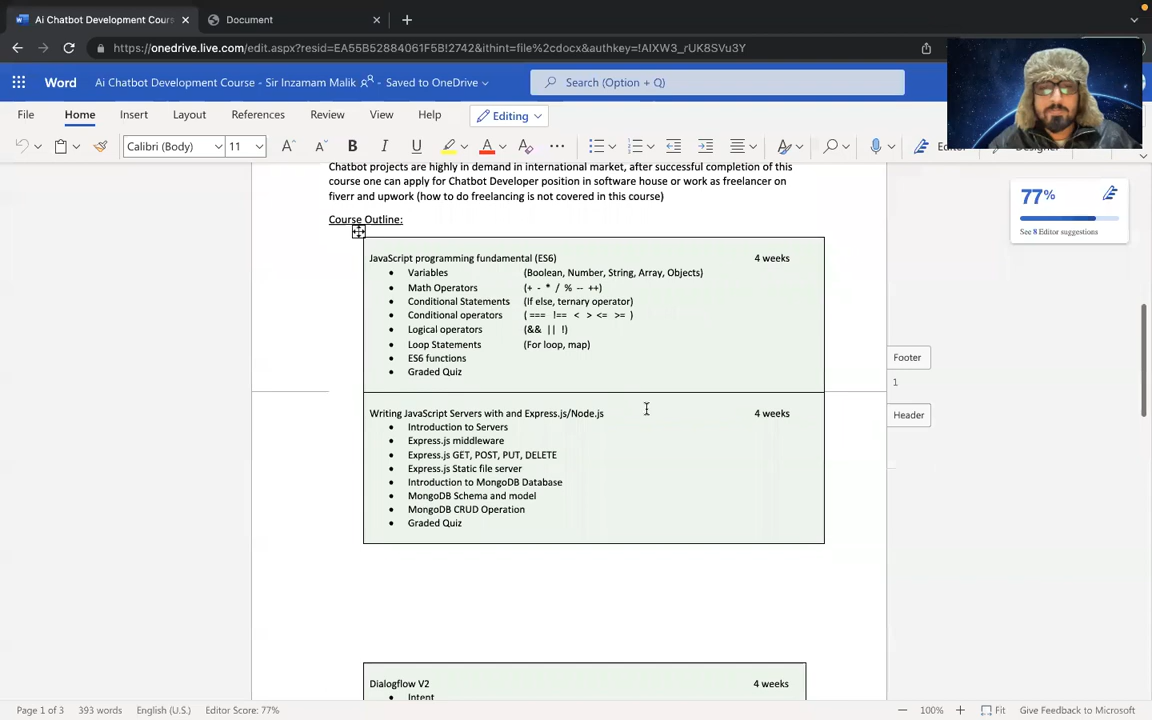 Ai Chatbot Development Cours
Document
https://onedrive.live.com/edit.aspx?resid=EA55B52884061F5B!2742&ithint=file%2cdocx&authkey=!AIXW3_rUK8SVu3Y
Word
Ai Chatbot Development Course - Sir Inzamam Malik
Saved to OneDrive
Search (Option + Q)
File
Home
Insert
Layout
References
Review
View
Help
Editing
Calibri (Body)
11
B
I
U
A
Chatbot projects are highly in demand in international market, after successful completion of this
course one can apply for Chatbot Developer position in software house or work as freelancer on
fiverr and upwork (how to do freelancing is not covered in this course)
Course Outline:
JavaScript programming fundamental (ES6) 4 weeks
• Variables (Boolean, Number, String, Array, Objects)
• Math Operators (+ - * / % -- ++)
• Conditional Statements (If else, ternary operator)
• Conditional operators ( === !== < > <= >= )
• Logical operators (&& || !)
• Loop Statements (For loop, map)
• ES6 functions
• Graded Quiz
Writing JavaScript Servers with and Express.js/Node.js 4 weeks
• Introduction to Servers
• Express.js middleware
• Express.js GET, POST, PUT, DELETE
• Express.js Static file server
• Introduction to MongoDB Database
• MongoDB Schema and model
• MongoDB CRUD Operation
• Graded Quiz
Dialogflow V2 4 weeks
• Intent
77%
See 8 Editor suggestions
Footer
1
Header
Page 1 of 3
393 words
English (U.S.)
Editor Score: 77%
100%
Fit
Give Feedback to Microsoft